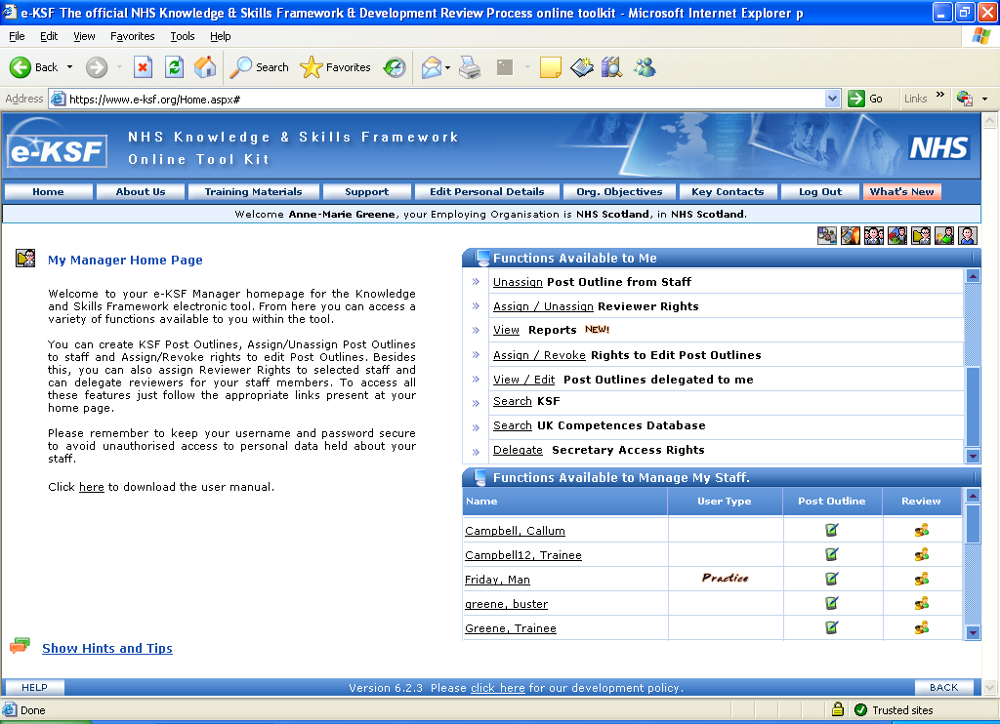 e-KSF The official NHS Knowledge & Skills Framework & Development Review Process online toolkit - Microsoft Internet Explorer p
File Edit View Favorites Tools Help
Back Search Favorites
Address https://www.e-ksf.org/Home.aspx# Go Links »
e-KSF
NHS Knowledge & Skills Framework
Online Tool Kit
NHS
Home About Us Training Materials Support Edit Personal Details Org. Objectives Key Contacts Log Out What's New
Welcome Anne-Marie Greene, your Employing Organisation is NHS Scotland, in NHS Scotland.
My Manager Home Page
Welcome to your e-KSF Manager homepage for the Knowledge
and Skills Framework electronic tool. From here you can access a
variety of functions available to you within the tool.
You can create KSF Post Outlines, Assign/Unassign Post Outlines
to staff and Assign/Revoke rights to edit Post Outlines. Besides
this, you can also assign Reviewer Rights to selected staff and
can delegate reviewers for your staff members. To access all
these features just follow the appropriate links present at your
home page.
Please remember to keep your username and password secure
to avoid unauthorised access to personal data held about your
staff.
Click here to download the user manual.
Show Hints and Tips
Functions Available to Me
» Unassign Post Outline from Staff
» Assign / Unassign Reviewer Rights
» View Reports NEW!
» Assign / Revoke Rights to Edit Post Outlines
» View / Edit Post Outlines delegated to me
» Search KSF
» Search UK Competences Database
» Delegate Secretary Access Rights
Functions Available to Manage My Staff.
Name User Type Post Outline Review
Campbell, Callum
Campbell12, Trainee
Friday, Man Practice
greene, buster
Greene, Trainee
HELP Version 6.2.3 Please click here for our development policy. BACK
Done Trusted sites